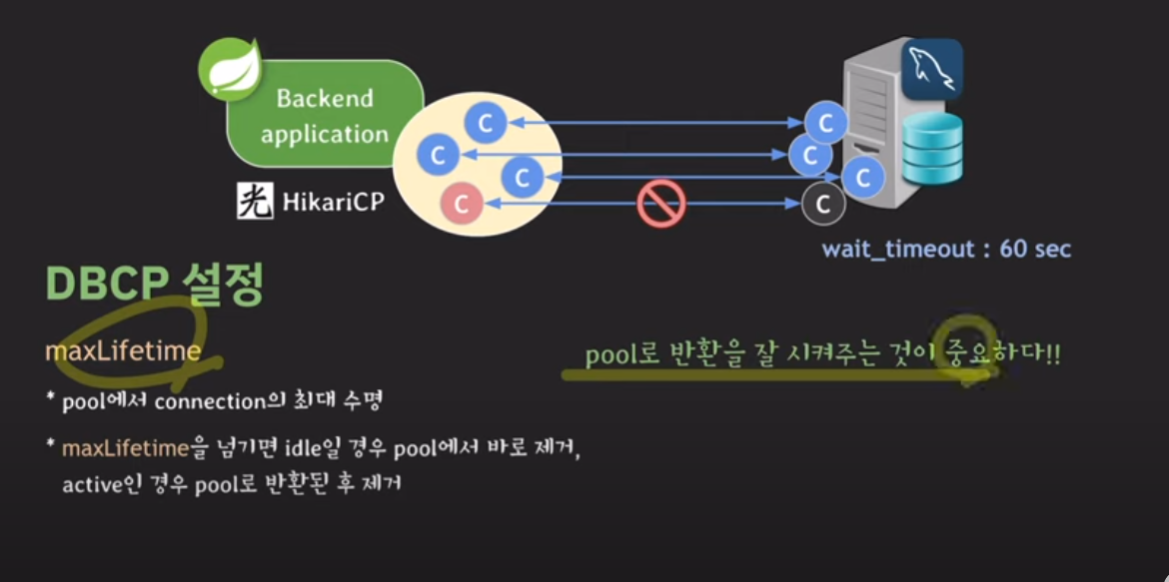 Backend
application
C
C
C
C
C
C
C
C
光 HikariCP
wait_timeout : 60 sec
DBCP 설정
maxLifetime
pool로 반환을 잘 시켜주는 것이 중요하다!!
* pool에서 connection의 최대 수명
* maxLifetime을 넘기면 idle일 경우 pool에서 바로 제거,
active인 경우 pool로 반환된 후 제거